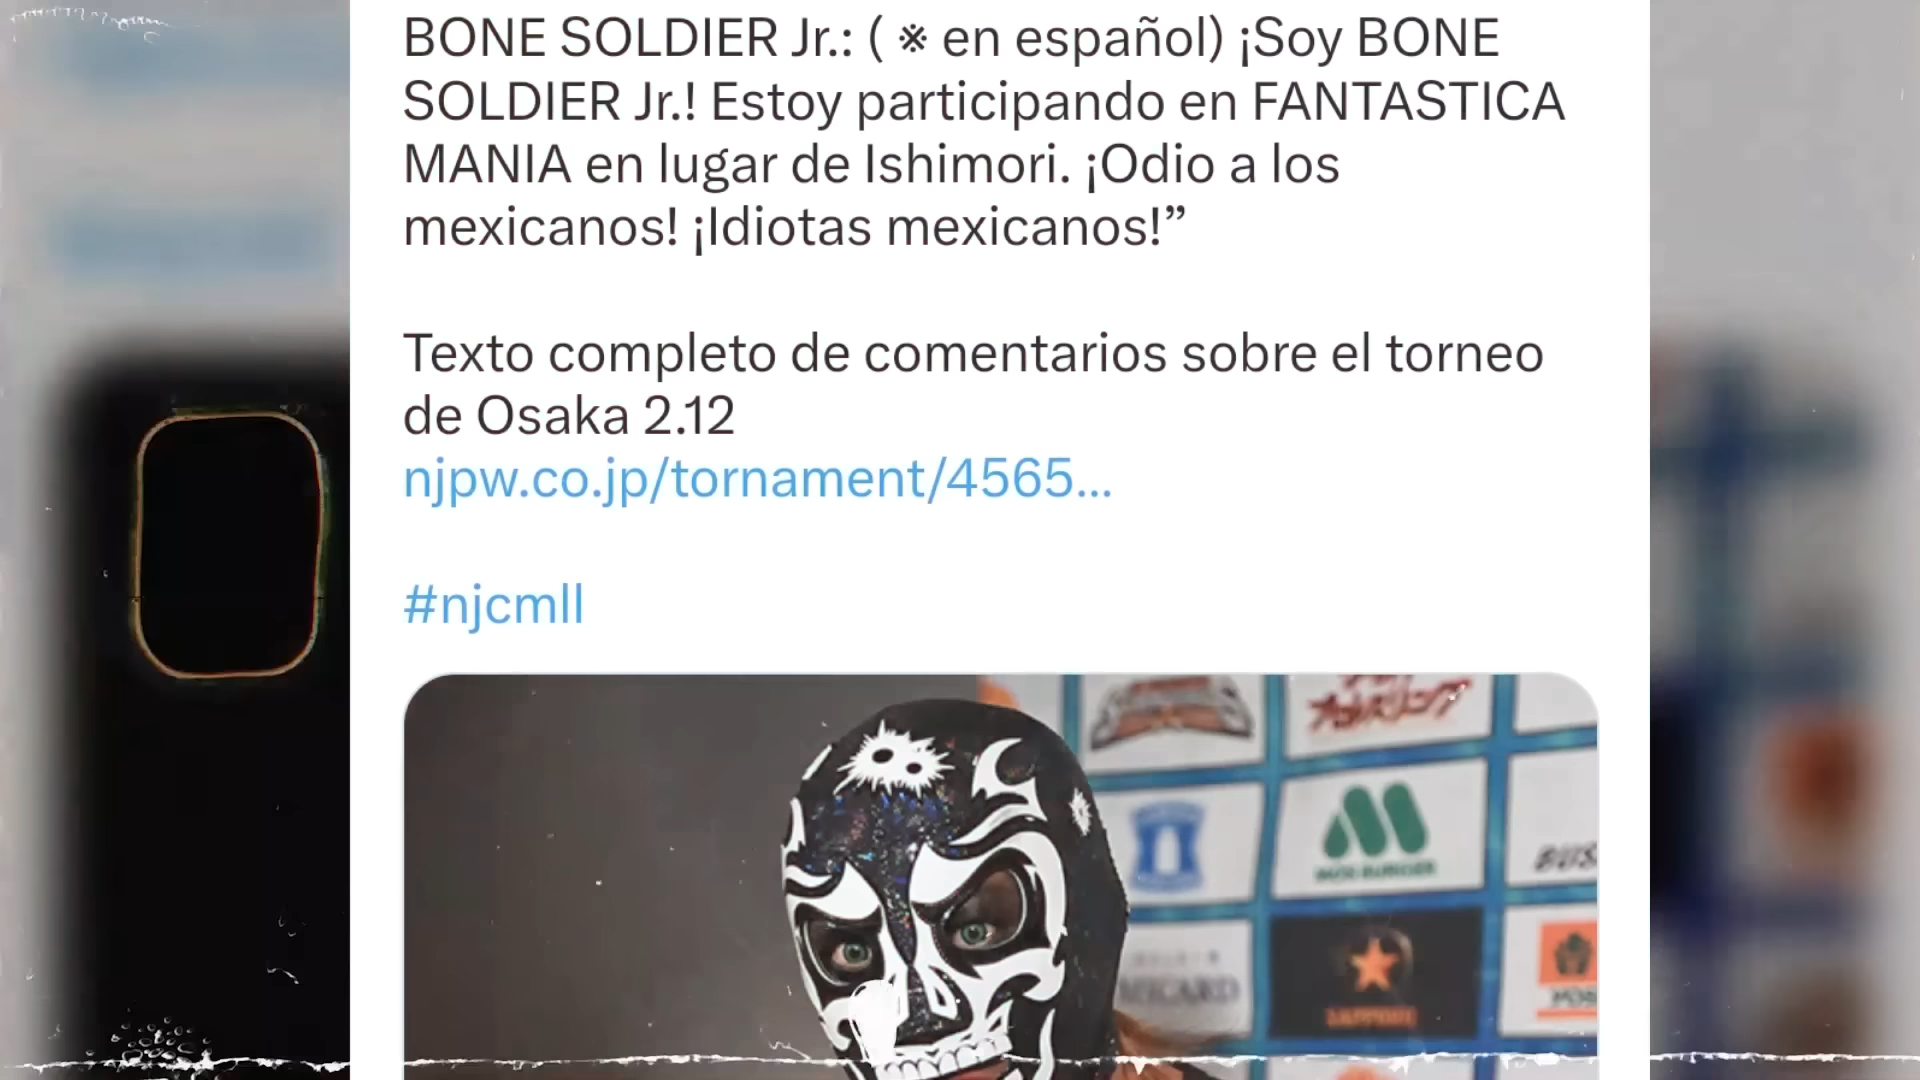 BONE SOLDIER Jr.: ( ※ en español) ¡Soy BONE
SOLDIER Jr.! Estoy participando en FANTASTICA
MANIA en lugar de Ishimori. ¡Odio a los
mexicanos! ¡Idiotas mexicanos!”
Texto completo de comentarios sobre el torneo
de Osaka 2.12
njpw.co.jp/tornament/4565...
#njcmll
MOS BURGER